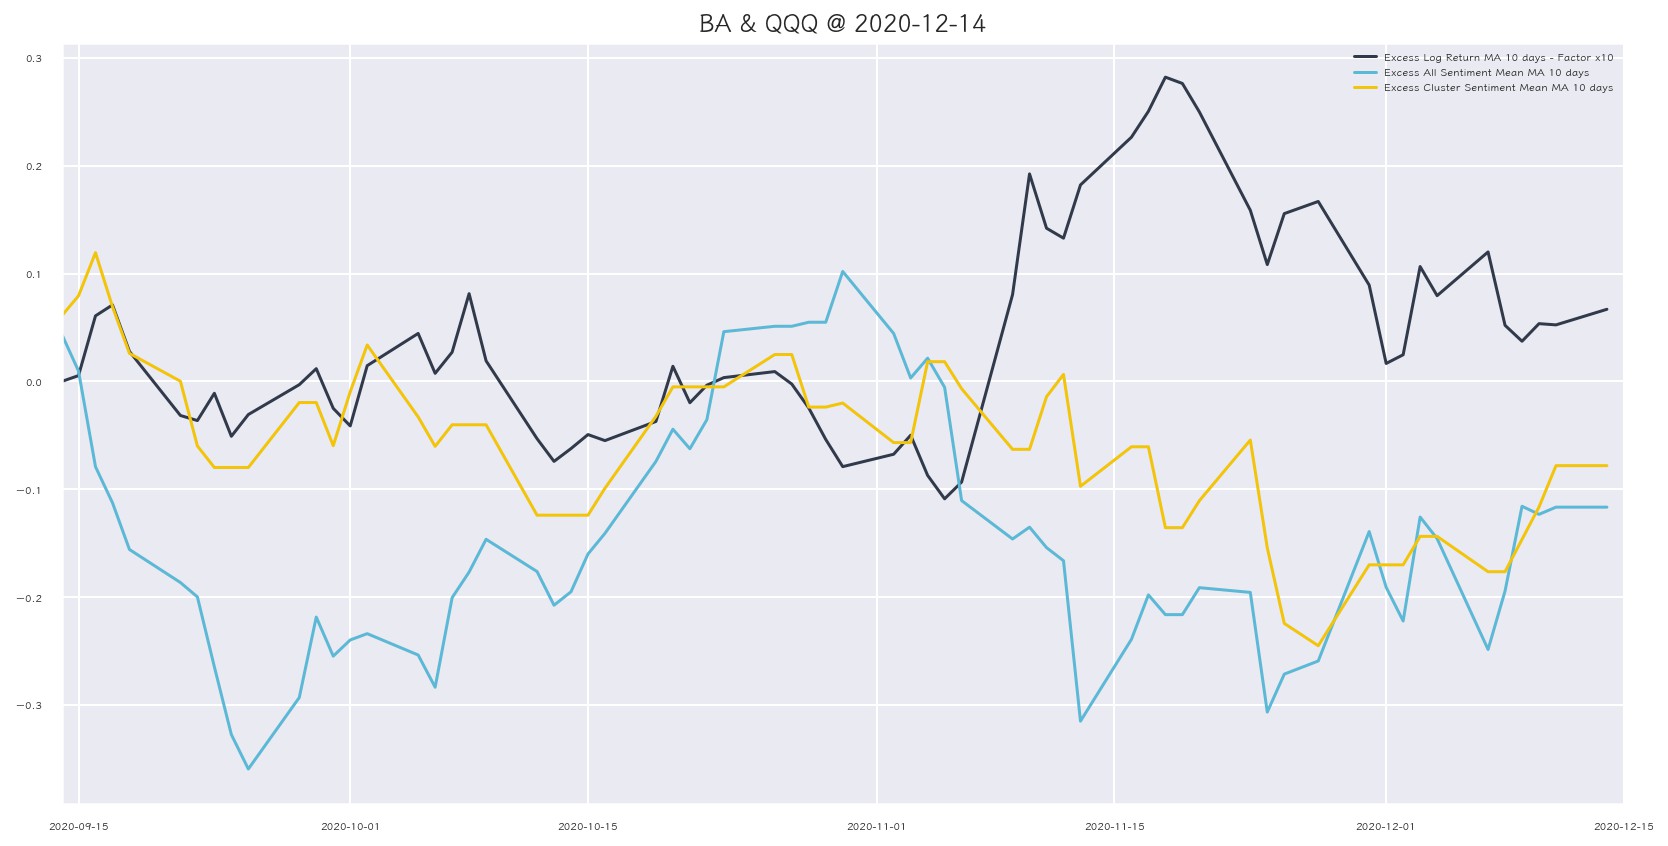 BA & QQQ @ 2020-12-14
Excess Log Return MA 10 days - Factor x10
Excess All Sentiment Mean MA 10 days
Excess Cluster Sentiment Mean MA 10 days
0.3
0.2
0.1
0.0
−0.1
−0.2
−0.3
2020-09-15 2020-10-01 2020-10-15 2020-11-01 2020-11-15 2020-12-01 2020-12-15